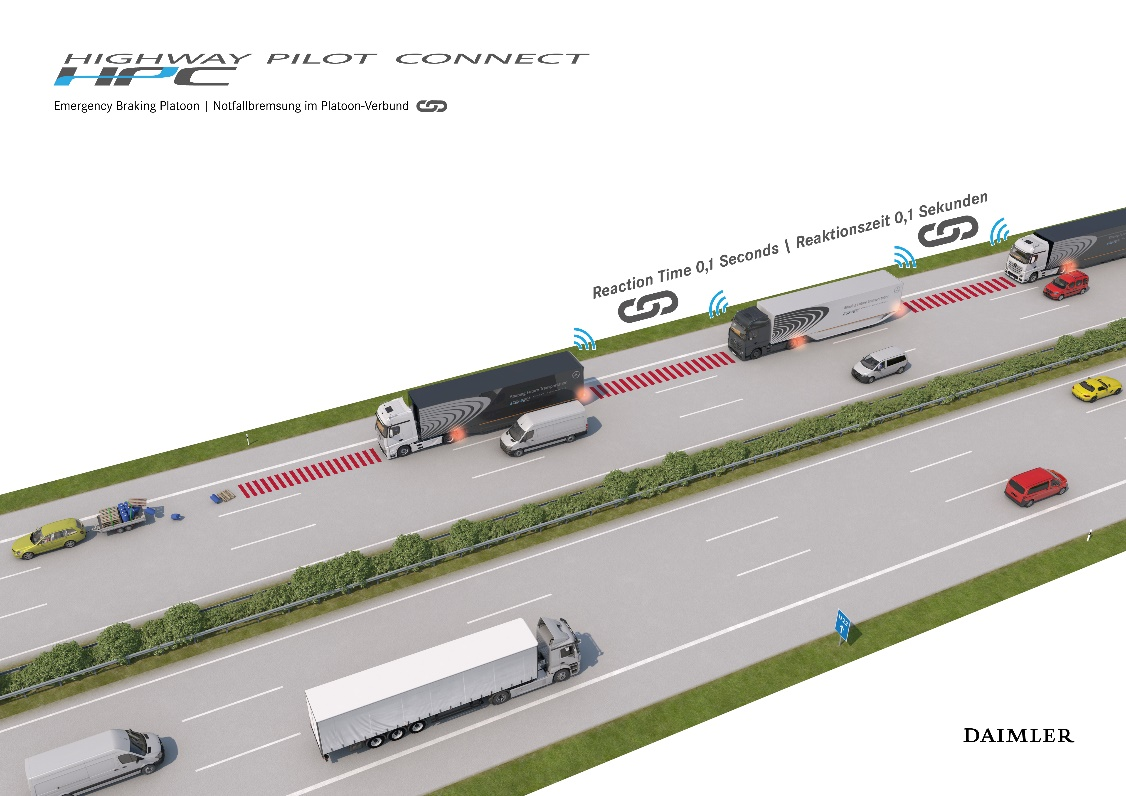 HIGHWAY PILOT CONNECT
HPC
Emergency Braking Platoon | Notfallbremsung im Platoon-Verbund
Reaction Time 0,1 Seconds | Reaktionszeit 0,1 Sekunden
DAIMLER